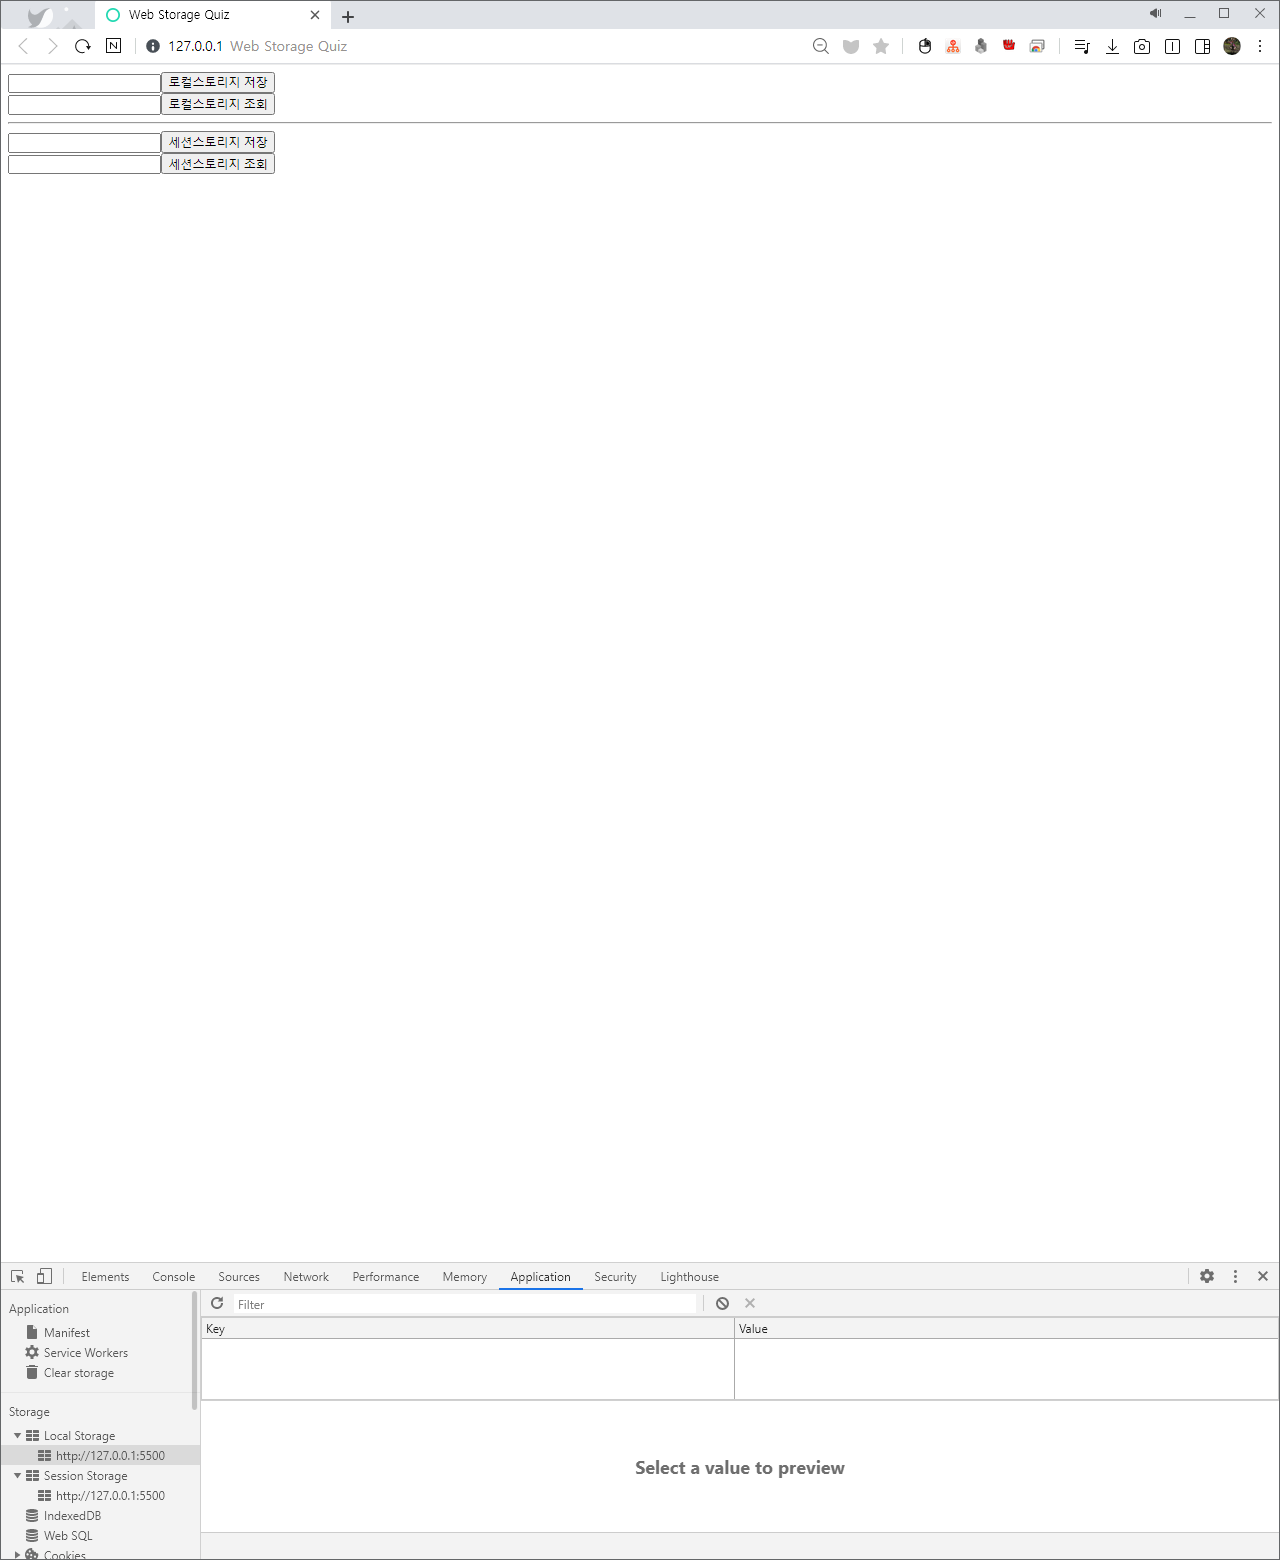 Web Storage Quiz
N
127.0.0.1 Web Storage Quiz
로컬스토리지 저장
로컬스토리지 조회
세션스토리지 저장
세션스토리지 조회
Elements Console Sources Network Performance Memory Application Security Lighthouse
Application
Filter
Key Value
Manifest
Service Workers
Clear storage
Storage
Local Storage
http://127.0.0.1:5500
Select a value to preview
Session Storage
http://127.0.0.1:5500
IndexedDB
Web SQL
Cookies